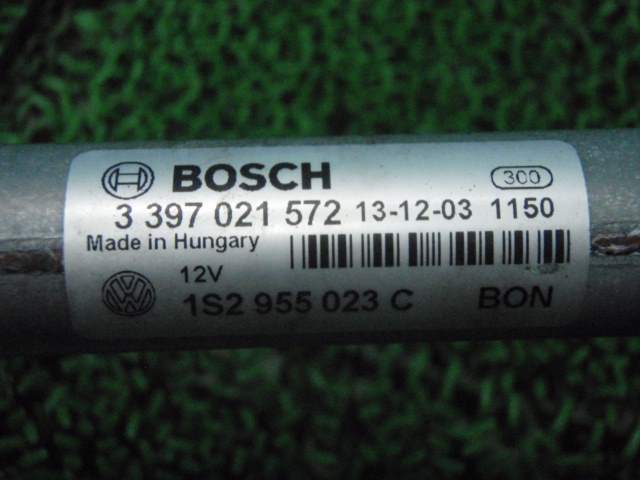 BOSCH 300
3 397 021 572 13-12-03 1150
Made in Hungary
12V
1S2 955 023 C BON